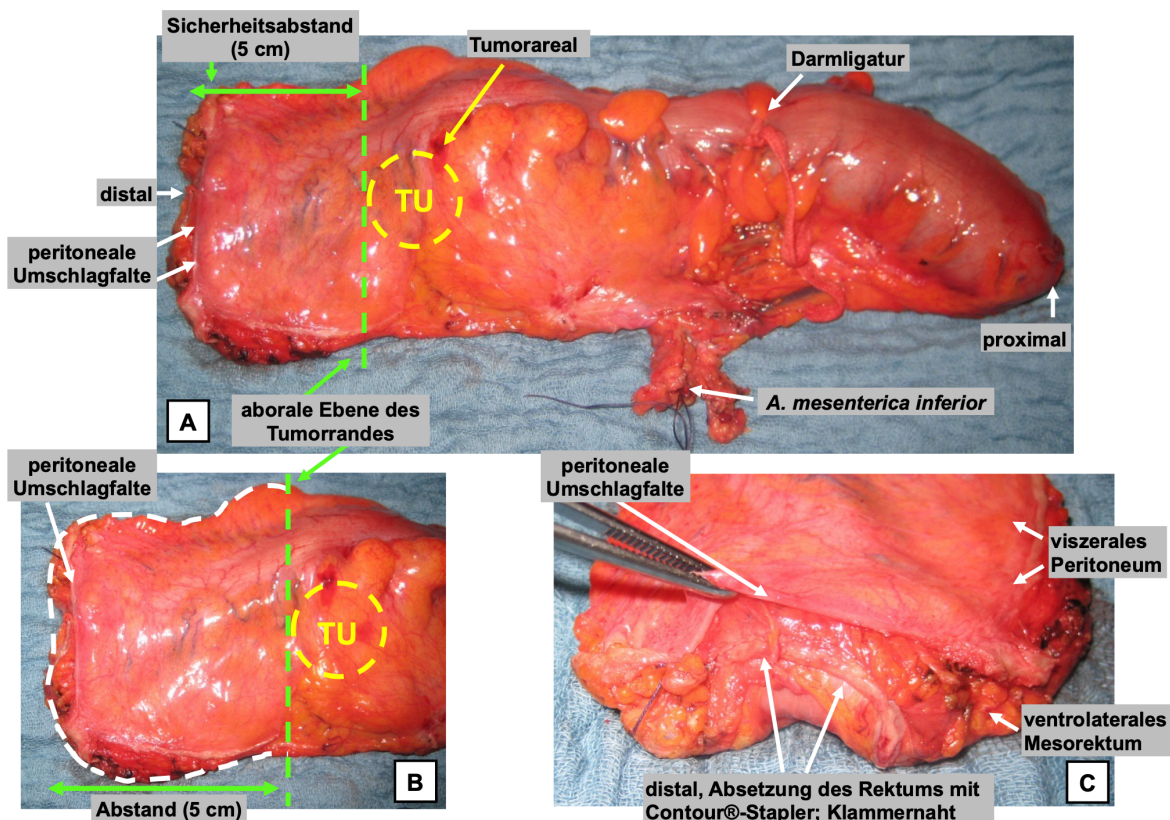 Sicherheitsabstand
(5 cm)
Tumorareal
Darmligatur
distal
TU
peritoneale
Umschlagfalte
proximal
A. mesenterica inferior
A
aborale Ebene des
Tumorrandes
peritoneale
Umschlagfalte
TU
B
Abstand (5 cm)
peritoneale
Umschlagfalte
viszerales
Peritoneum
ventrolaterales
Mesorektum
distal, Absetzung des Rektums mit
Contour®-Stapler; Klammernaht
C